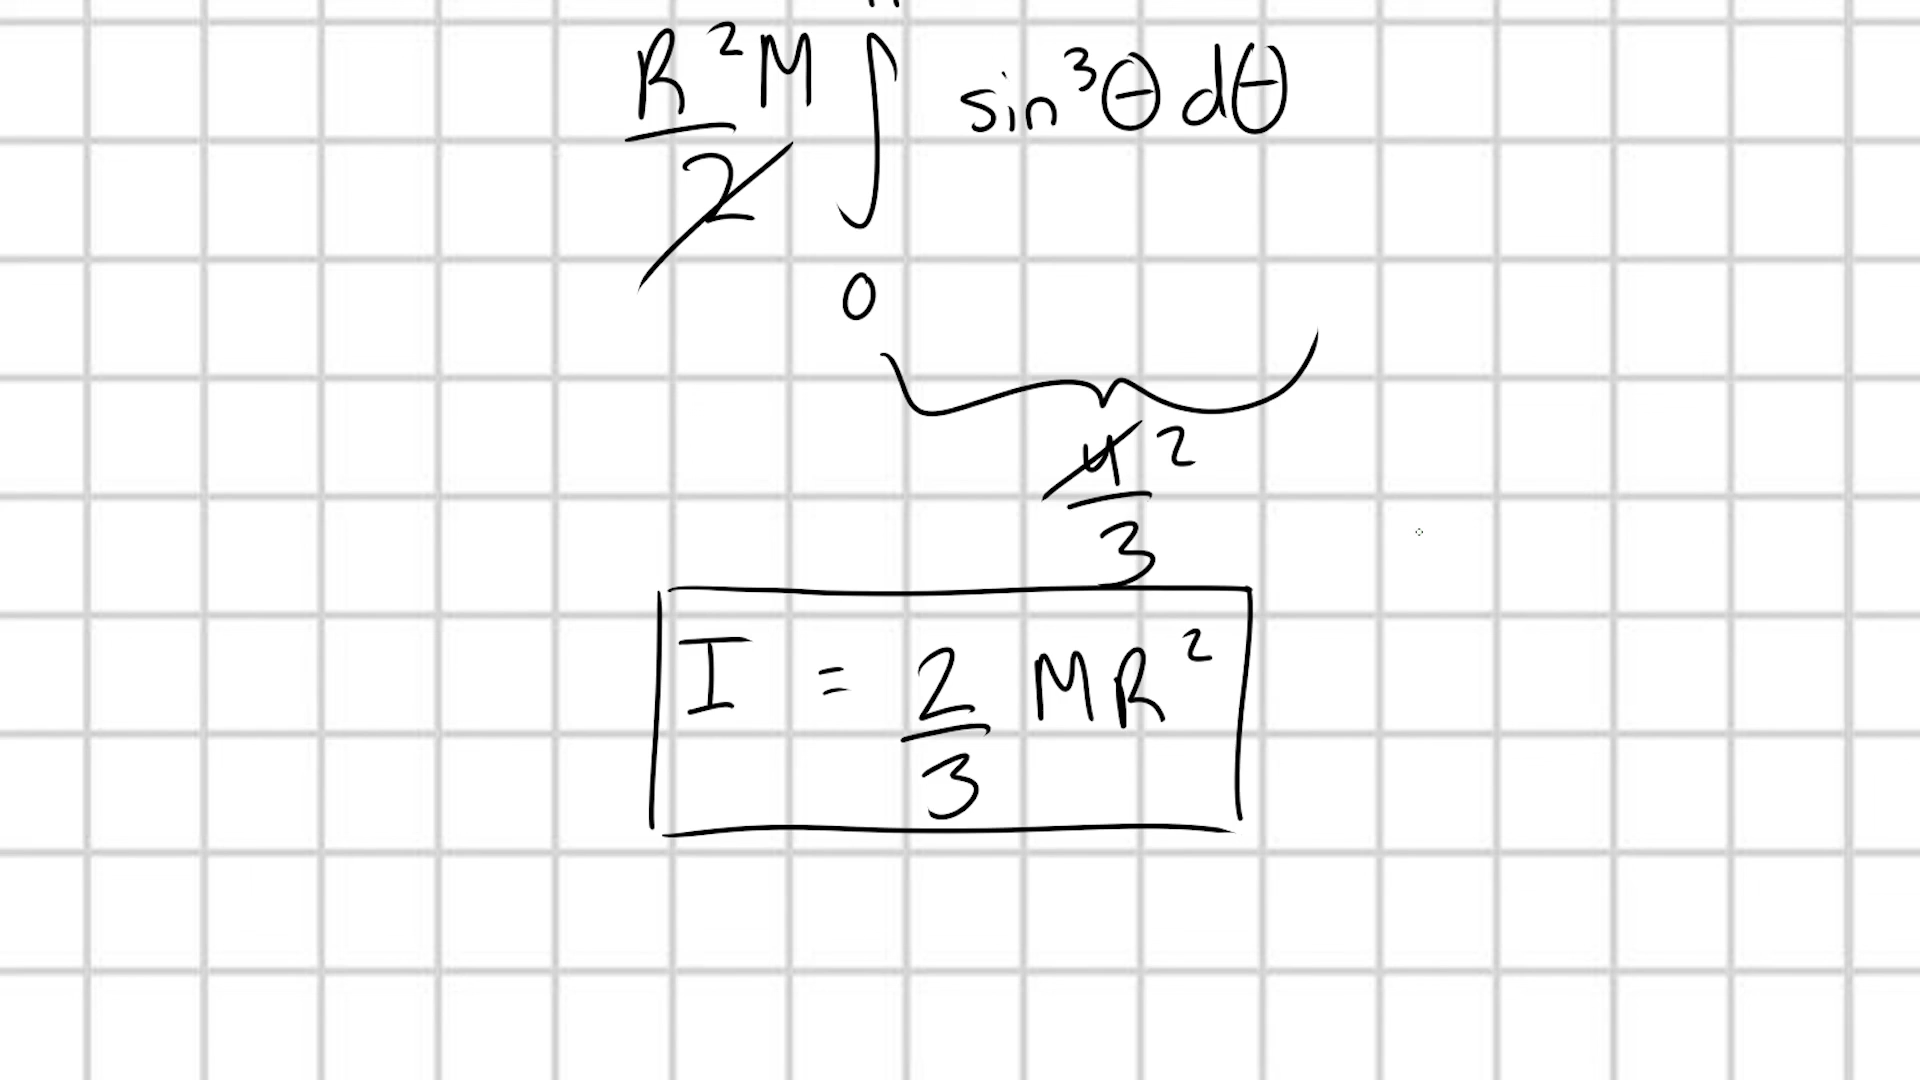 R²M/2 ∫₀ sin³θ dθ
4 2
3
I = 2/3 MR²